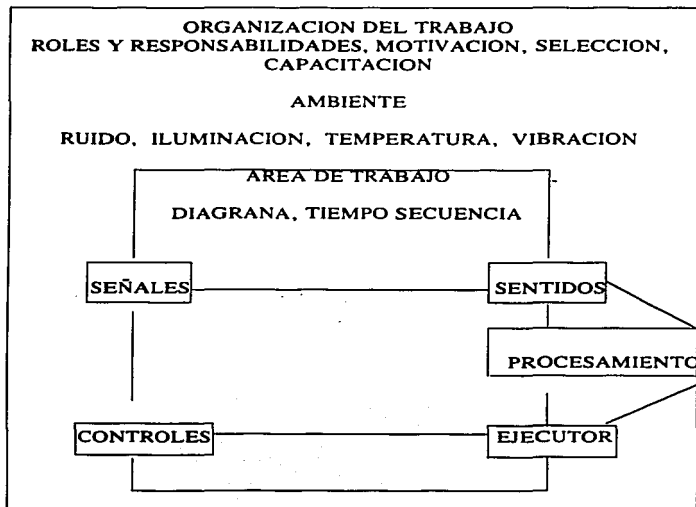 ORGANIZACION DEL TRABAJO
ROLES Y RESPONSABILIDADES, MOTIVACION, SELECCION,
CAPACITACION
AMBIENTE
RUIDO, ILUMINACION, TEMPERATURA, VIBRACION
AREA DE TRABAJO
DIAGRANA, TIEMPO SECUENCIA
SEÑALES
SENTIDOS
PROCESAMIENTO
CONTROLES
EJECUTOR